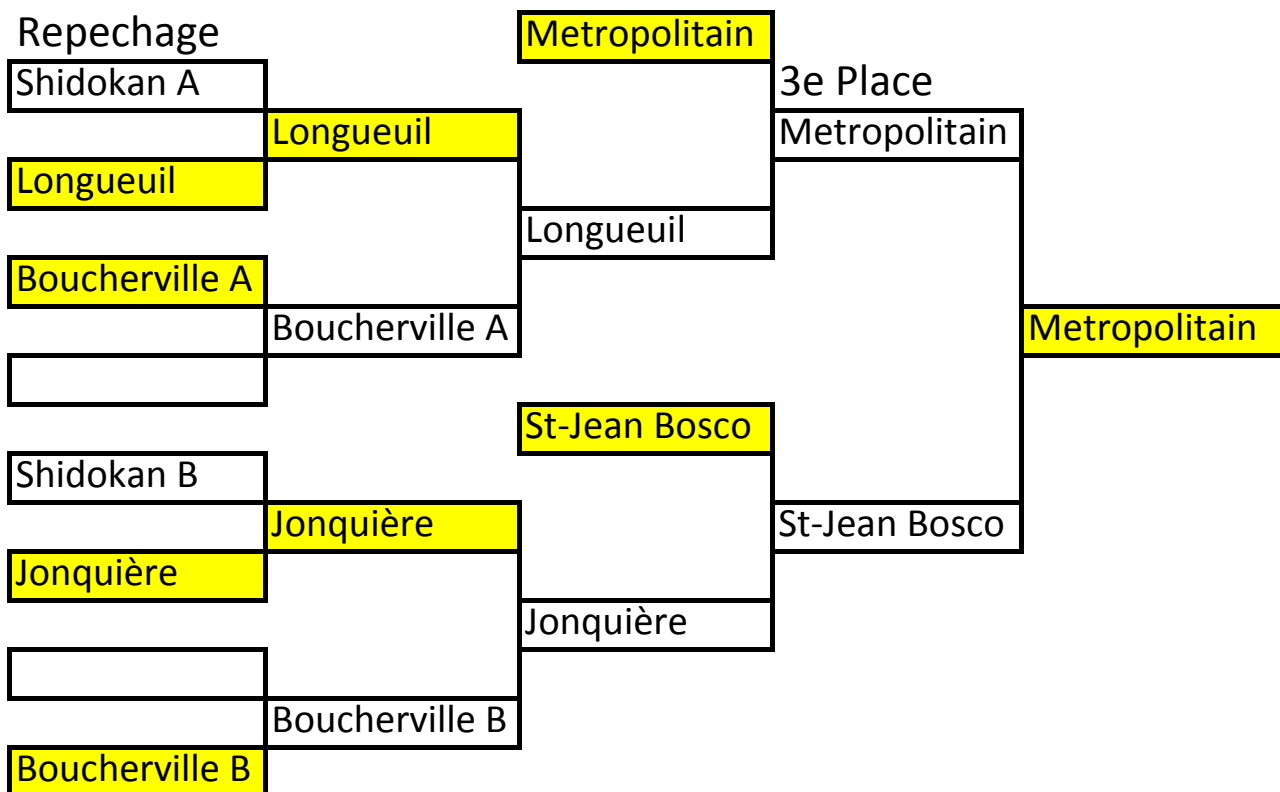 Repechage
Metropolitain
Shidokan A
3e Place
Longueuil
Metropolitain
Longueuil
Longueuil
Boucherville A
Boucherville A
Metropolitain
St-Jean Bosco
Shidokan B
Jonquière
St-Jean Bosco
Jonquière
Jonquière
Boucherville B
Boucherville B